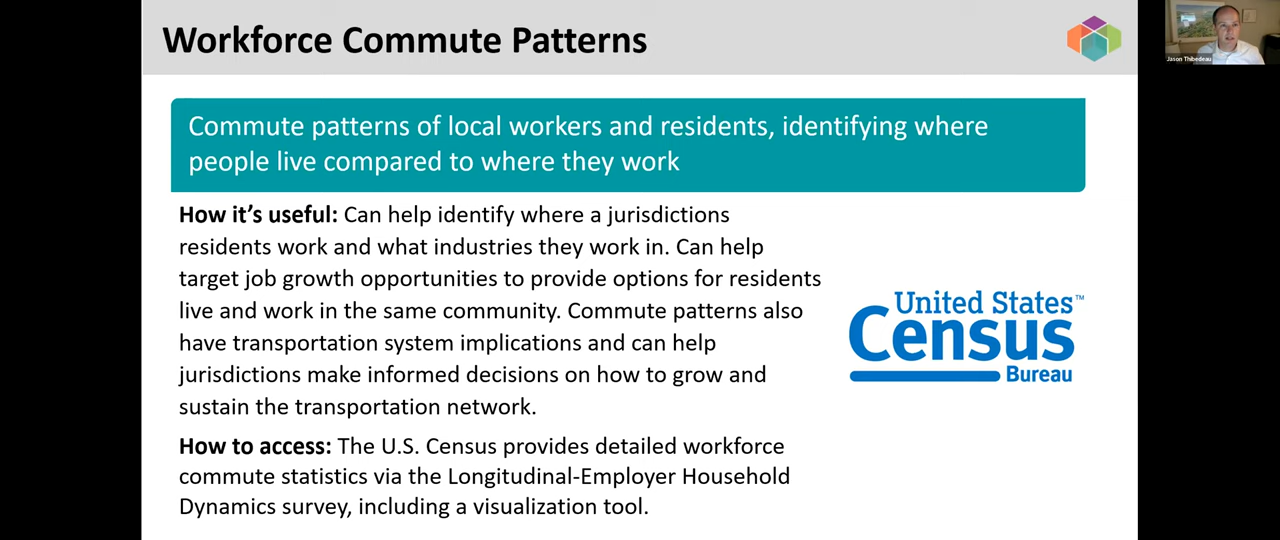 Workforce Commute Patterns
Jason Thibedeau
Commute patterns of local workers and residents, identifying where
people live compared to where they work
How it's useful: Can help identify where a jurisdictions
residents work and what industries they work in. Can help
target job growth opportunities to provide options for residents
live and work in the same community. Commute patterns also
have transportation system implications and can help
jurisdictions make informed decisions on how to grow and
sustain the transportation network.
United States™
Census
Bureau
How to access: The U.S. Census provides detailed workforce
commute statistics via the Longitudinal-Employer Household
Dynamics survey, including a visualization tool.